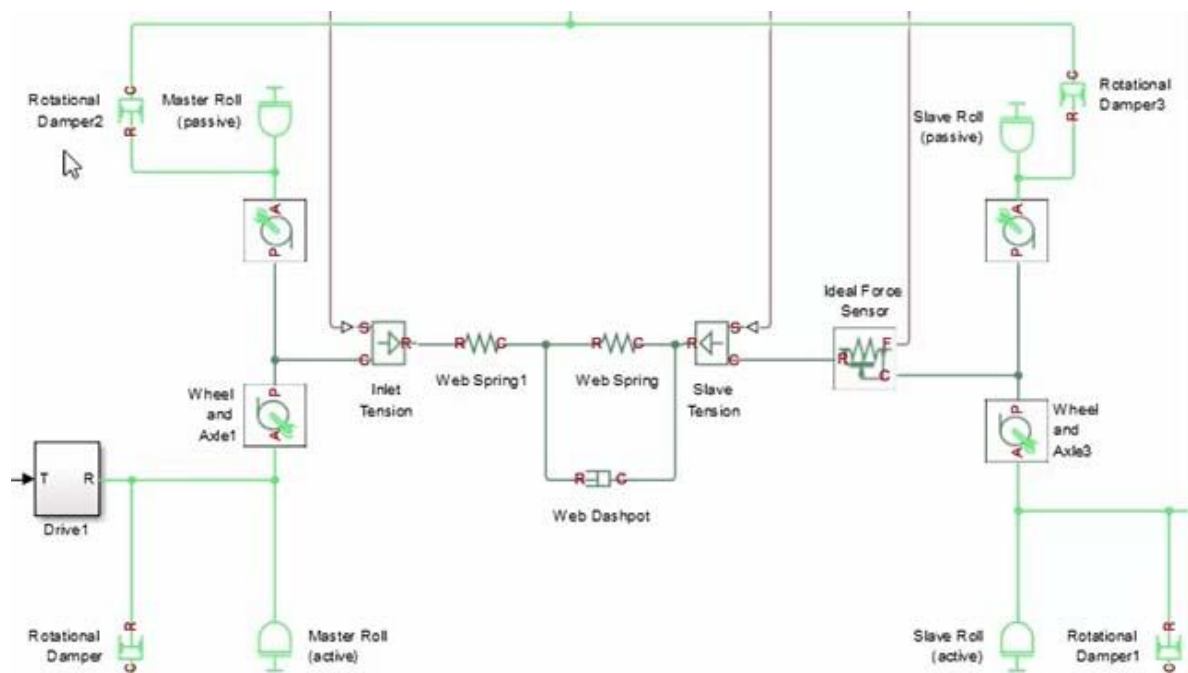 C
Rotational
Damper2
R
Master Roll
(passive)
Slave Roll
(passive)
C
R
Rotational
Damper3
A
P
A
P
Ideal Force
Sensor
S
C
R
Inlet
Tension
R
C
Web Spring1
R
C
Web Spring
R
S
C
Slave
Tension
R
F
C
Wheel
and
Axle1
P
A
P
A
Wheel
and
Axle3
R
C
Web Dashpot
T
R
Drive1
Rotational
Damper
R
C
Master Roll
(active)
Slave Roll
(active)
Rotational
Damper1
R
C